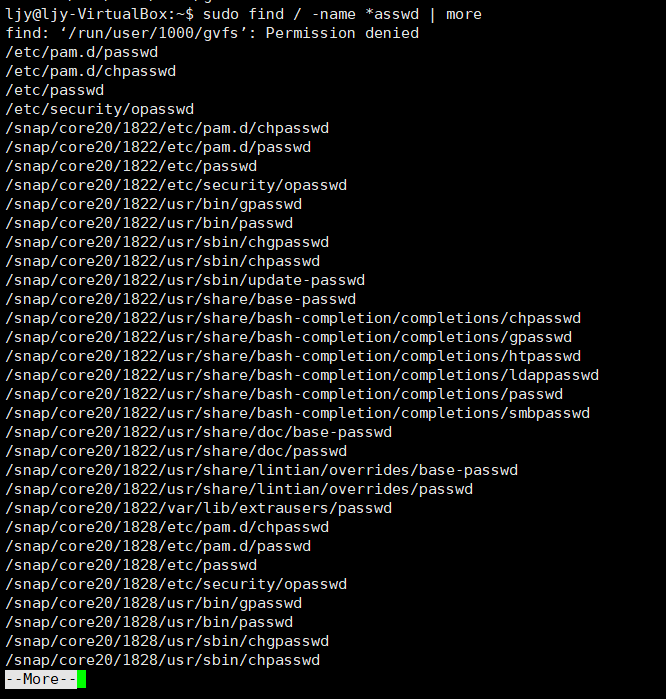 ljy@ljy-VirtualBox:~$ sudo find / -name *asswd | more
find: ‘/run/user/1000/gvfs’: Permission denied
/etc/pam.d/passwd
/etc/pam.d/chpasswd
/etc/passwd
/etc/security/opasswd
/snap/core20/1822/etc/pam.d/chpasswd
/snap/core20/1822/etc/pam.d/passwd
/snap/core20/1822/etc/passwd
/snap/core20/1822/etc/security/opasswd
/snap/core20/1822/usr/bin/gpasswd
/snap/core20/1822/usr/bin/passwd
/snap/core20/1822/usr/sbin/chgpasswd
/snap/core20/1822/usr/sbin/chpasswd
/snap/core20/1822/usr/sbin/update-passwd
/snap/core20/1822/usr/share/base-passwd
/snap/core20/1822/usr/share/bash-completion/completions/chpasswd
/snap/core20/1822/usr/share/bash-completion/completions/gpasswd
/snap/core20/1822/usr/share/bash-completion/completions/htpasswd
/snap/core20/1822/usr/share/bash-completion/completions/ldappasswd
/snap/core20/1822/usr/share/bash-completion/completions/passwd
/snap/core20/1822/usr/share/bash-completion/completions/smbpasswd
/snap/core20/1822/usr/share/doc/base-passwd
/snap/core20/1822/usr/share/doc/passwd
/snap/core20/1822/usr/share/lintian/overrides/base-passwd
/snap/core20/1822/usr/share/lintian/overrides/passwd
/snap/core20/1822/var/lib/extrausers/passwd
/snap/core20/1828/etc/pam.d/chpasswd
/snap/core20/1828/etc/pam.d/passwd
/snap/core20/1828/etc/passwd
/snap/core20/1828/etc/security/opasswd
/snap/core20/1828/usr/bin/gpasswd
/snap/core20/1828/usr/bin/passwd
/snap/core20/1828/usr/sbin/chgpasswd
/snap/core20/1828/usr/sbin/chpasswd
--More--